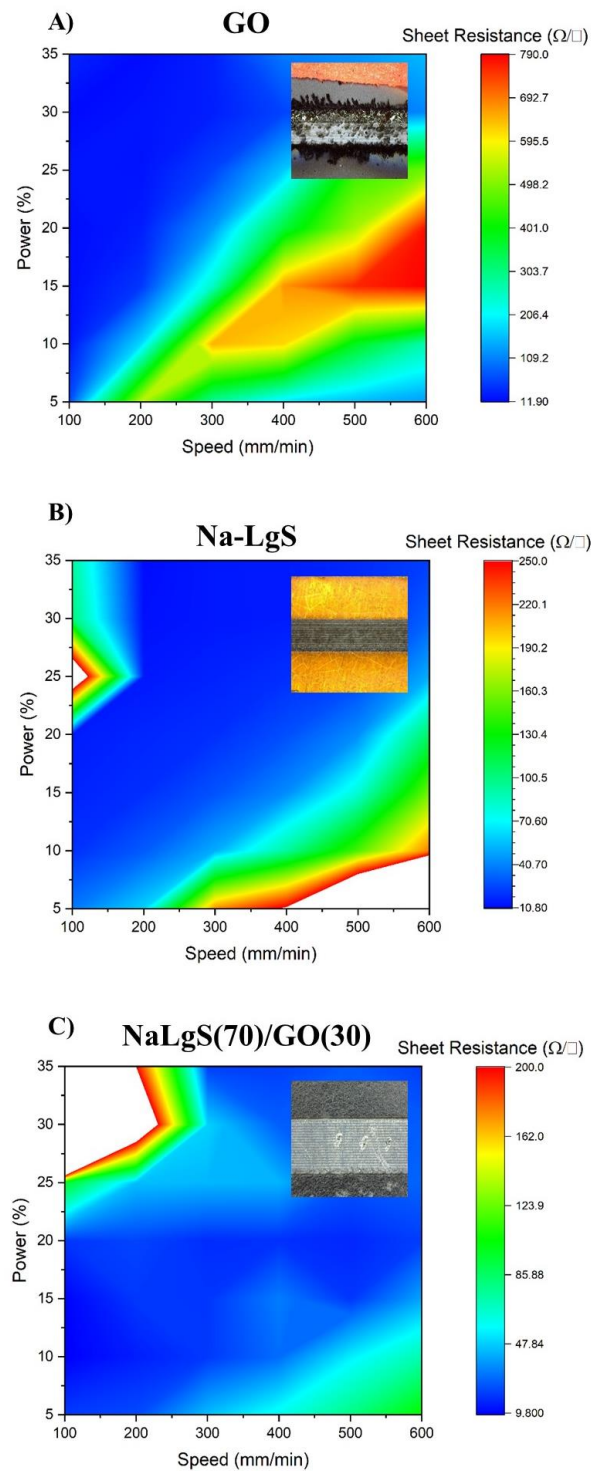 A)
GO
Sheet Resistance (Ω/□)
35
30
25
20
15
10
5
Power (%)
100 200 300 400 500 600
Speed (mm/min)
790.0
692.7
595.5
498.2
401.0
303.7
206.4
109.2
11.90
B)
Na-LgS
Sheet Resistance (Ω/□)
35
30
25
20
15
10
5
Power (%)
100 200 300 400 500 600
Speed (mm/min)
250.0
220.1
190.2
160.3
130.4
100.5
70.60
40.70
10.80
C)
NaLgS(70)/GO(30)
Sheet Resistance (Ω/□)
35
30
25
20
15
10
5
Power (%)
100 200 300 400 500 600
Speed (mm/min)
200.0
162.0
123.9
85.88
47.84
9.800